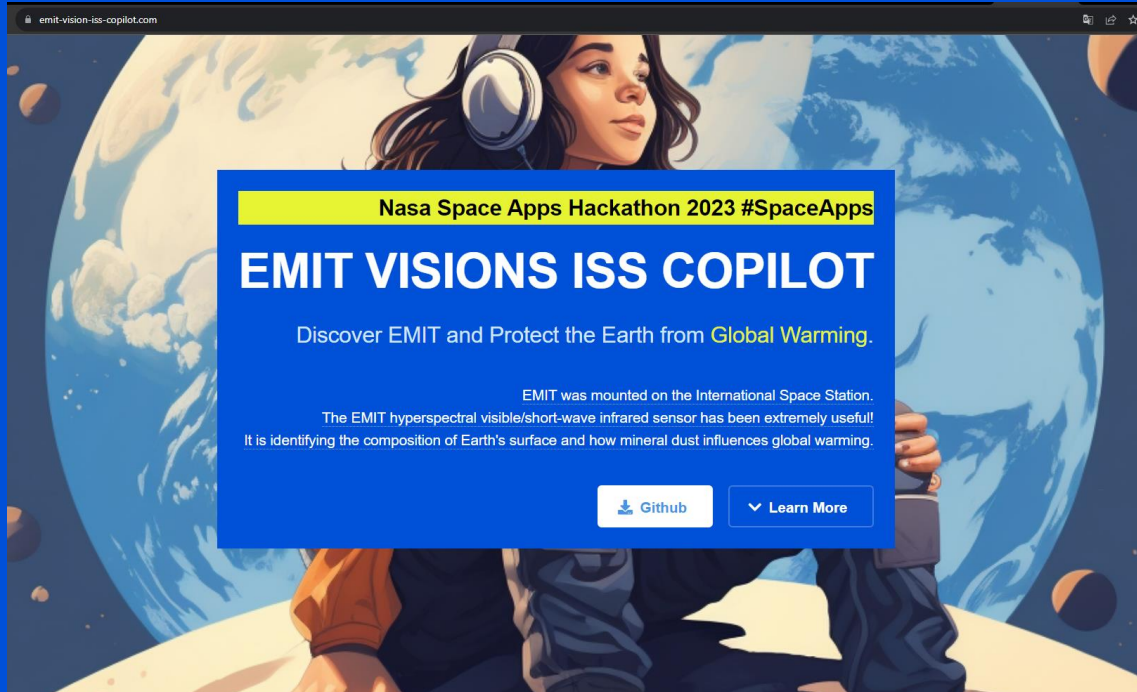 emit-vision-iss-copilot.com
Nasa Space Apps Hackathon 2023 #SpaceApps
EMIT VISIONS ISS COPILOT
Discover EMIT and Protect the Earth from Global Warming.
EMIT was mounted on the International Space Station.
The EMIT hyperspectral visible/short-wave infrared sensor has been extremely useful!
It is identifying the composition of Earth's surface and how mineral dust influences global warming.
Github
Learn More